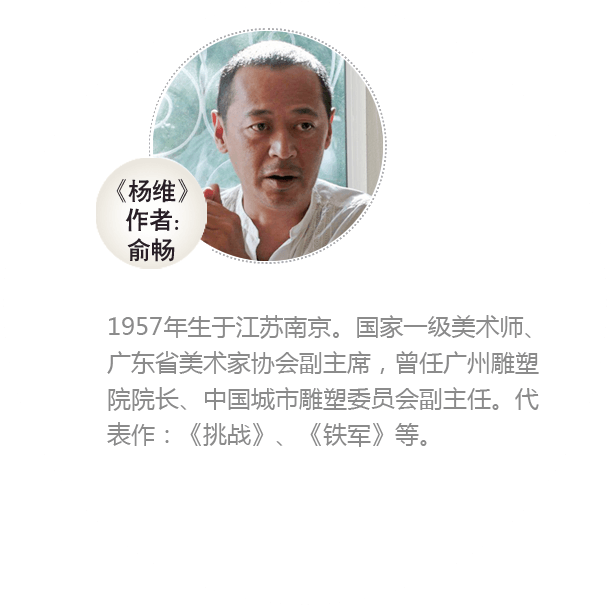 《杨维》
作者:
俞畅
1957年生于江苏南京。国家一级美术师、
广东省美术家协会副主席，曾任广州雕塑
院院长、中国城市雕塑委员会副主任。代
表作：《挑战》、《铁军》等。